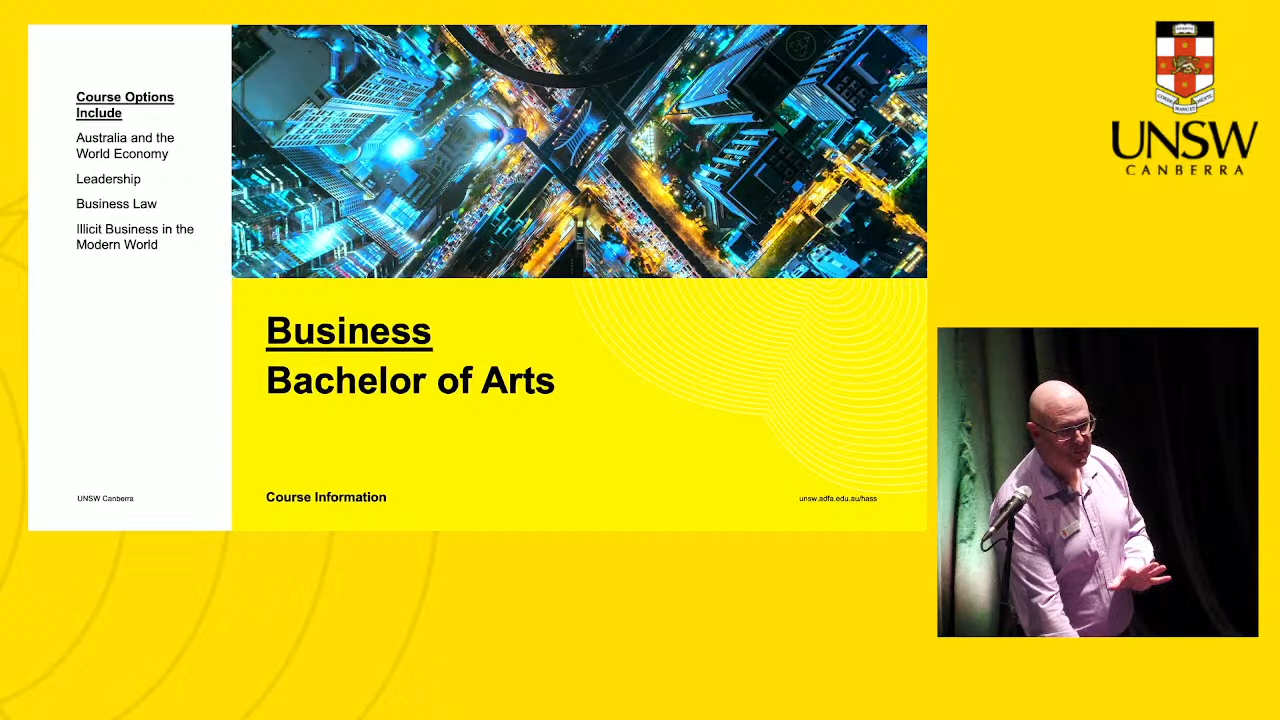 Course Options
Include
Australia and the
World Economy
Leadership
Business Law
Illicit Business in the
Modern World
UNSW Canberra
Business
Bachelor of Arts
Course Information
unsw.adfa.edu.au/hass
UNSW
CANBERRA